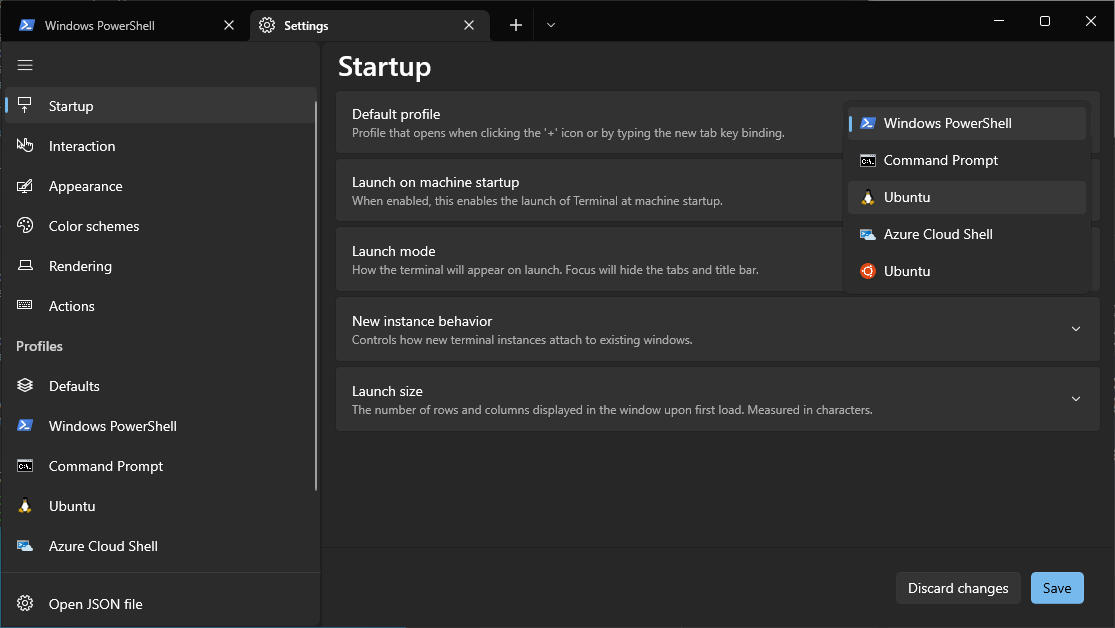 Windows PowerShell
Settings
Startup
Interaction
Appearance
Color schemes
Rendering
Actions
Profiles
Defaults
Windows PowerShell
Command Prompt
Ubuntu
Azure Cloud Shell
Open JSON file
Startup
Default profile
Profile that opens when clicking the '+' icon or by typing the new tab key binding.
Launch on machine startup
When enabled, this enables the launch of Terminal at machine startup.
Launch mode
How the terminal will appear on launch. Focus will hide the tabs and title bar.
New instance behavior
Controls how new terminal instances attach to existing windows.
Launch size
The number of rows and columns displayed in the window upon first load. Measured in characters.
Windows PowerShell
Command Prompt
Ubuntu
Azure Cloud Shell
Ubuntu
Discard changes
Save